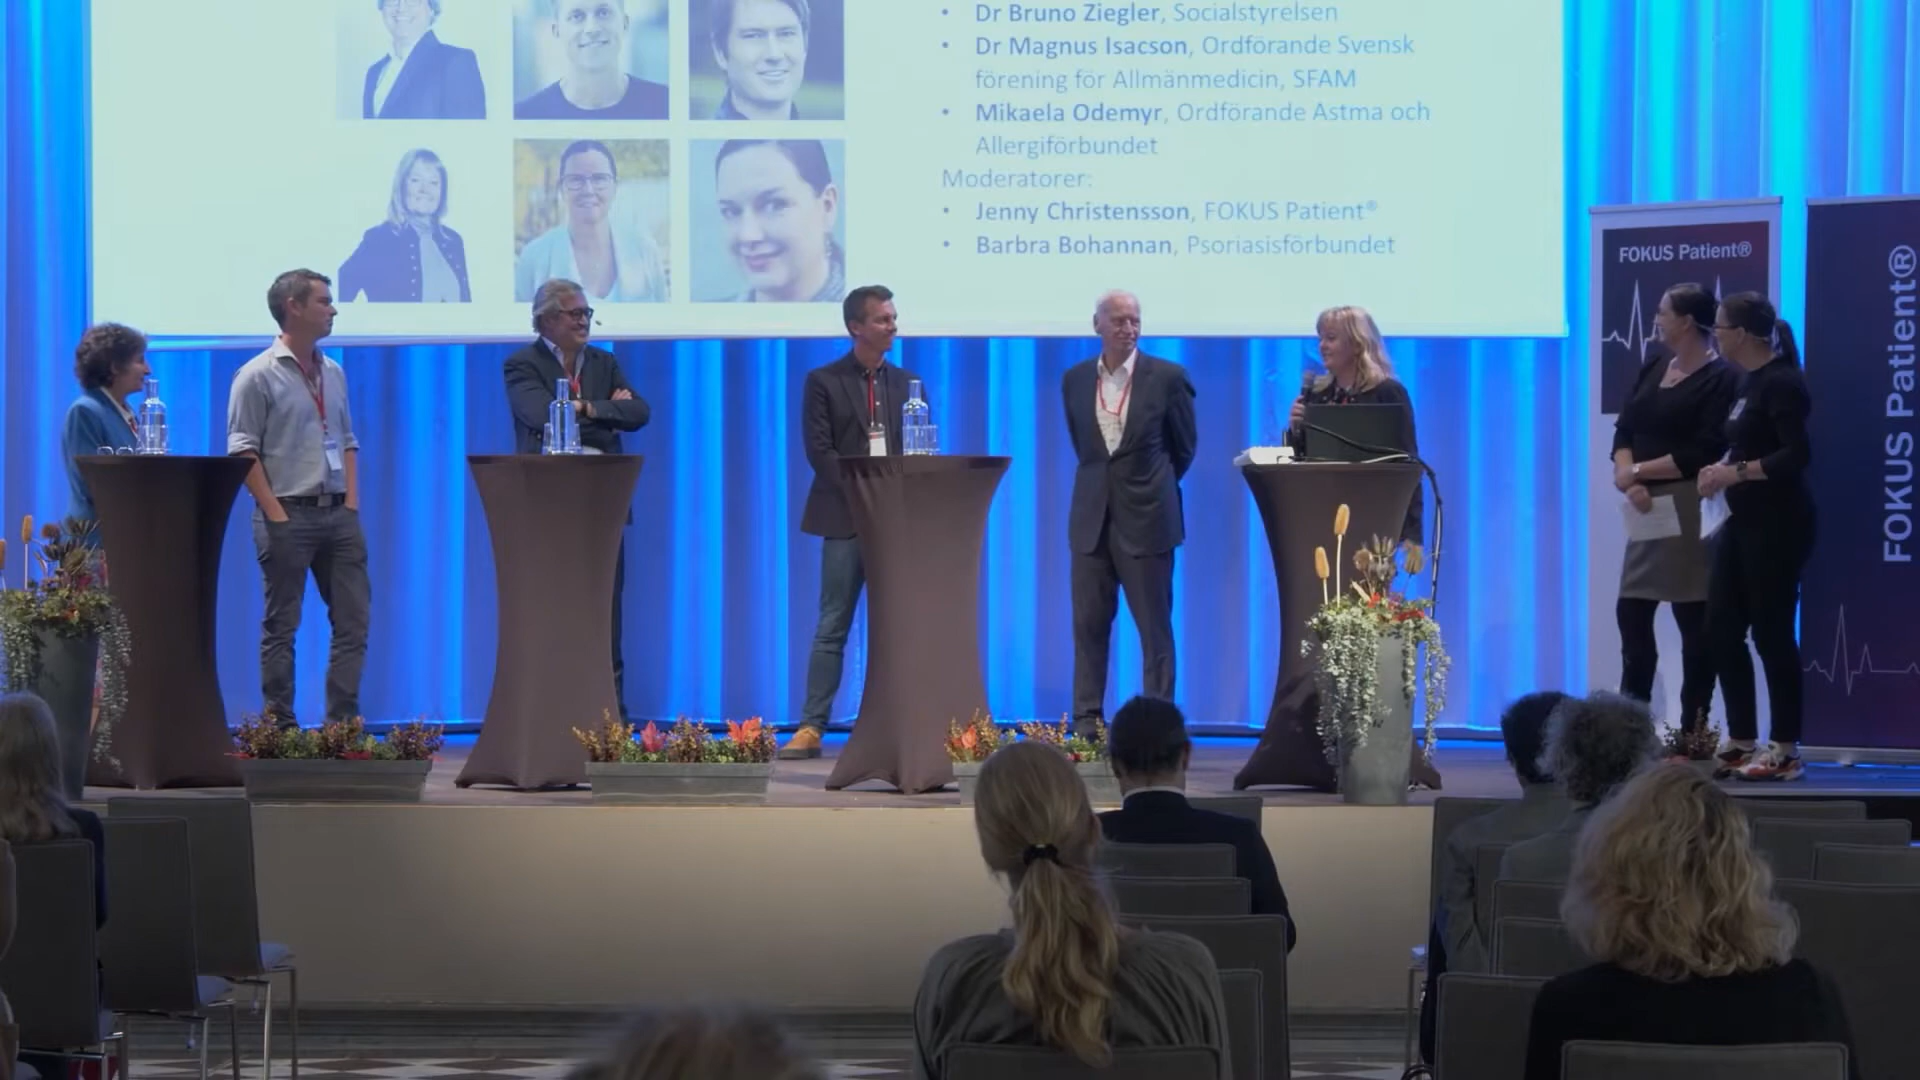 • Dr Bruno Ziegler, Socialstyrelsen
• Dr Magnus Isacson, Ordförande Svensk
förening för Allmänmedicin, SFAM
• Mikaela Odemyr, Ordförande Astma och
Allergiförbundet
Moderatorer:
• Jenny Christensson, FOKUS Patient®
• Barbra Bohannan, Psoriasisförbundet
FOKUS Patient®
FOKUS Patient®